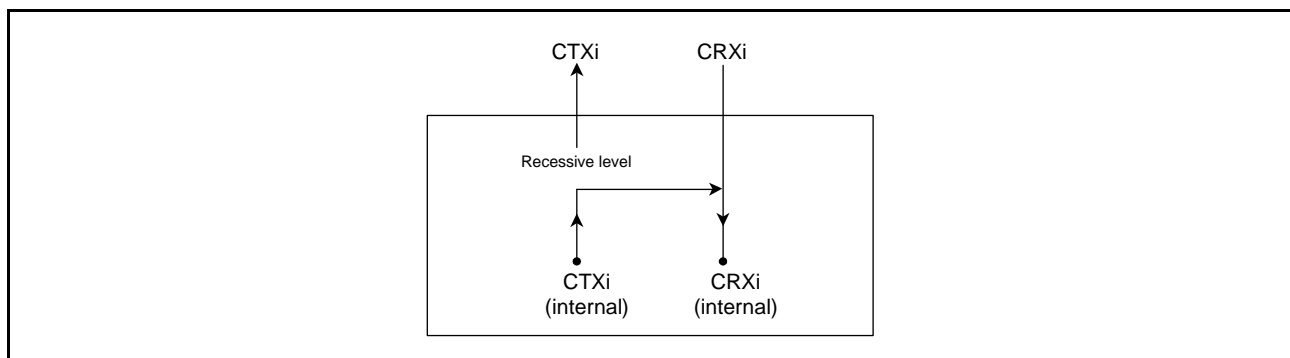 CTXi CRXi
Recessive level
CTXi CRXi
(internal) (internal)